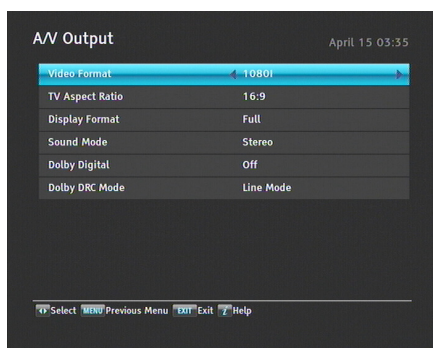 A/V Output
April 15 03:35
Video Format 1080I
TV Aspect Ratio 16:9
Display Format Full
Sound Mode Stereo
Dolby Digital Off
Dolby DRC Mode Line Mode
Select MENU Previous Menu EXIT Exit i Help